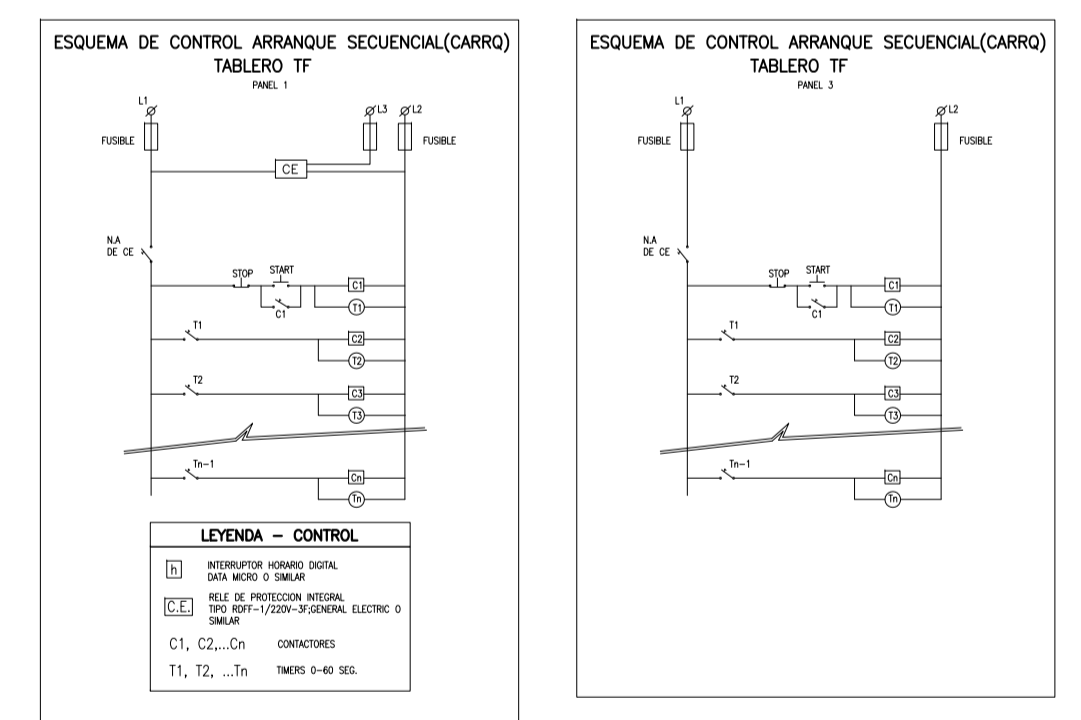 ESQUEMA DE CONTROL ARRANQUE SECUENCIAL(CARRQ)
TABLERO TF
PANEL 1
L1
L3
L2
FUSIBLE
FUSIBLE
CE
N.A
DE CE
STOP
START
C1
C1
T1
T1
C2
T2
T2
C3
T3
Tn-1
Cn
Tn
LEYENDA - CONTROL
h
INTERRUPTOR HORARIO DIGITAL
DATA MICRO O SIMILAR
C.E.
RELE DE PROTECCION INTEGRAL
TIPO RDFF-1/220V-3F;GENERAL ELECTRIC O
SIMILAR
C1, C2,...Cn CONTACTORES
T1, T2, ...Tn TIMERS 0-60 SEG.
ESQUEMA DE CONTROL ARRANQUE SECUENCIAL(CARRQ)
TABLERO TF
PANEL 3
L1
L2
FUSIBLE
FUSIBLE
N.A
DE CE
STOP
START
C1
C1
T1
T1
C2
T2
T2
C3
T3
Tn-1
Cn
Tn